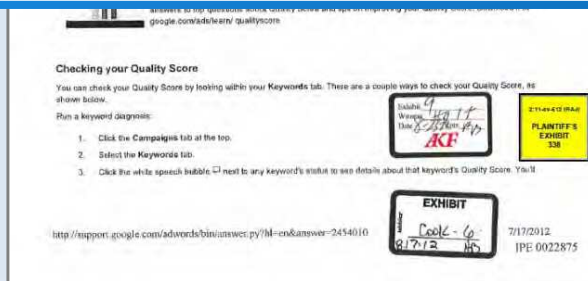 answers to top questions about Quality Score and tips on improving your Quality Score.
google.com/ads/learn/ qualityscore
Checking your Quality Score
You can check your Quality Score by looking within your Keywords tab. There are a couple ways to check your Quality Score, as
shown below.
Run a keyword diagnosis:
1. Click the Campaigns tab at the top.
2. Select the Keywords tab.
3. Click the white speech bubble next to any keyword's status to see details about that keyword's Quality Score. You'll
Exhibit 9
Date
AKF
PLAINTIFF'S
EXHIBIT
338
EXHIBIT
Cook - 6
8/7-12 AB
http://support.google.com/adwords/bin/answer.py?hl=en&answer=2454010
7/17/2012
IPE 0022875